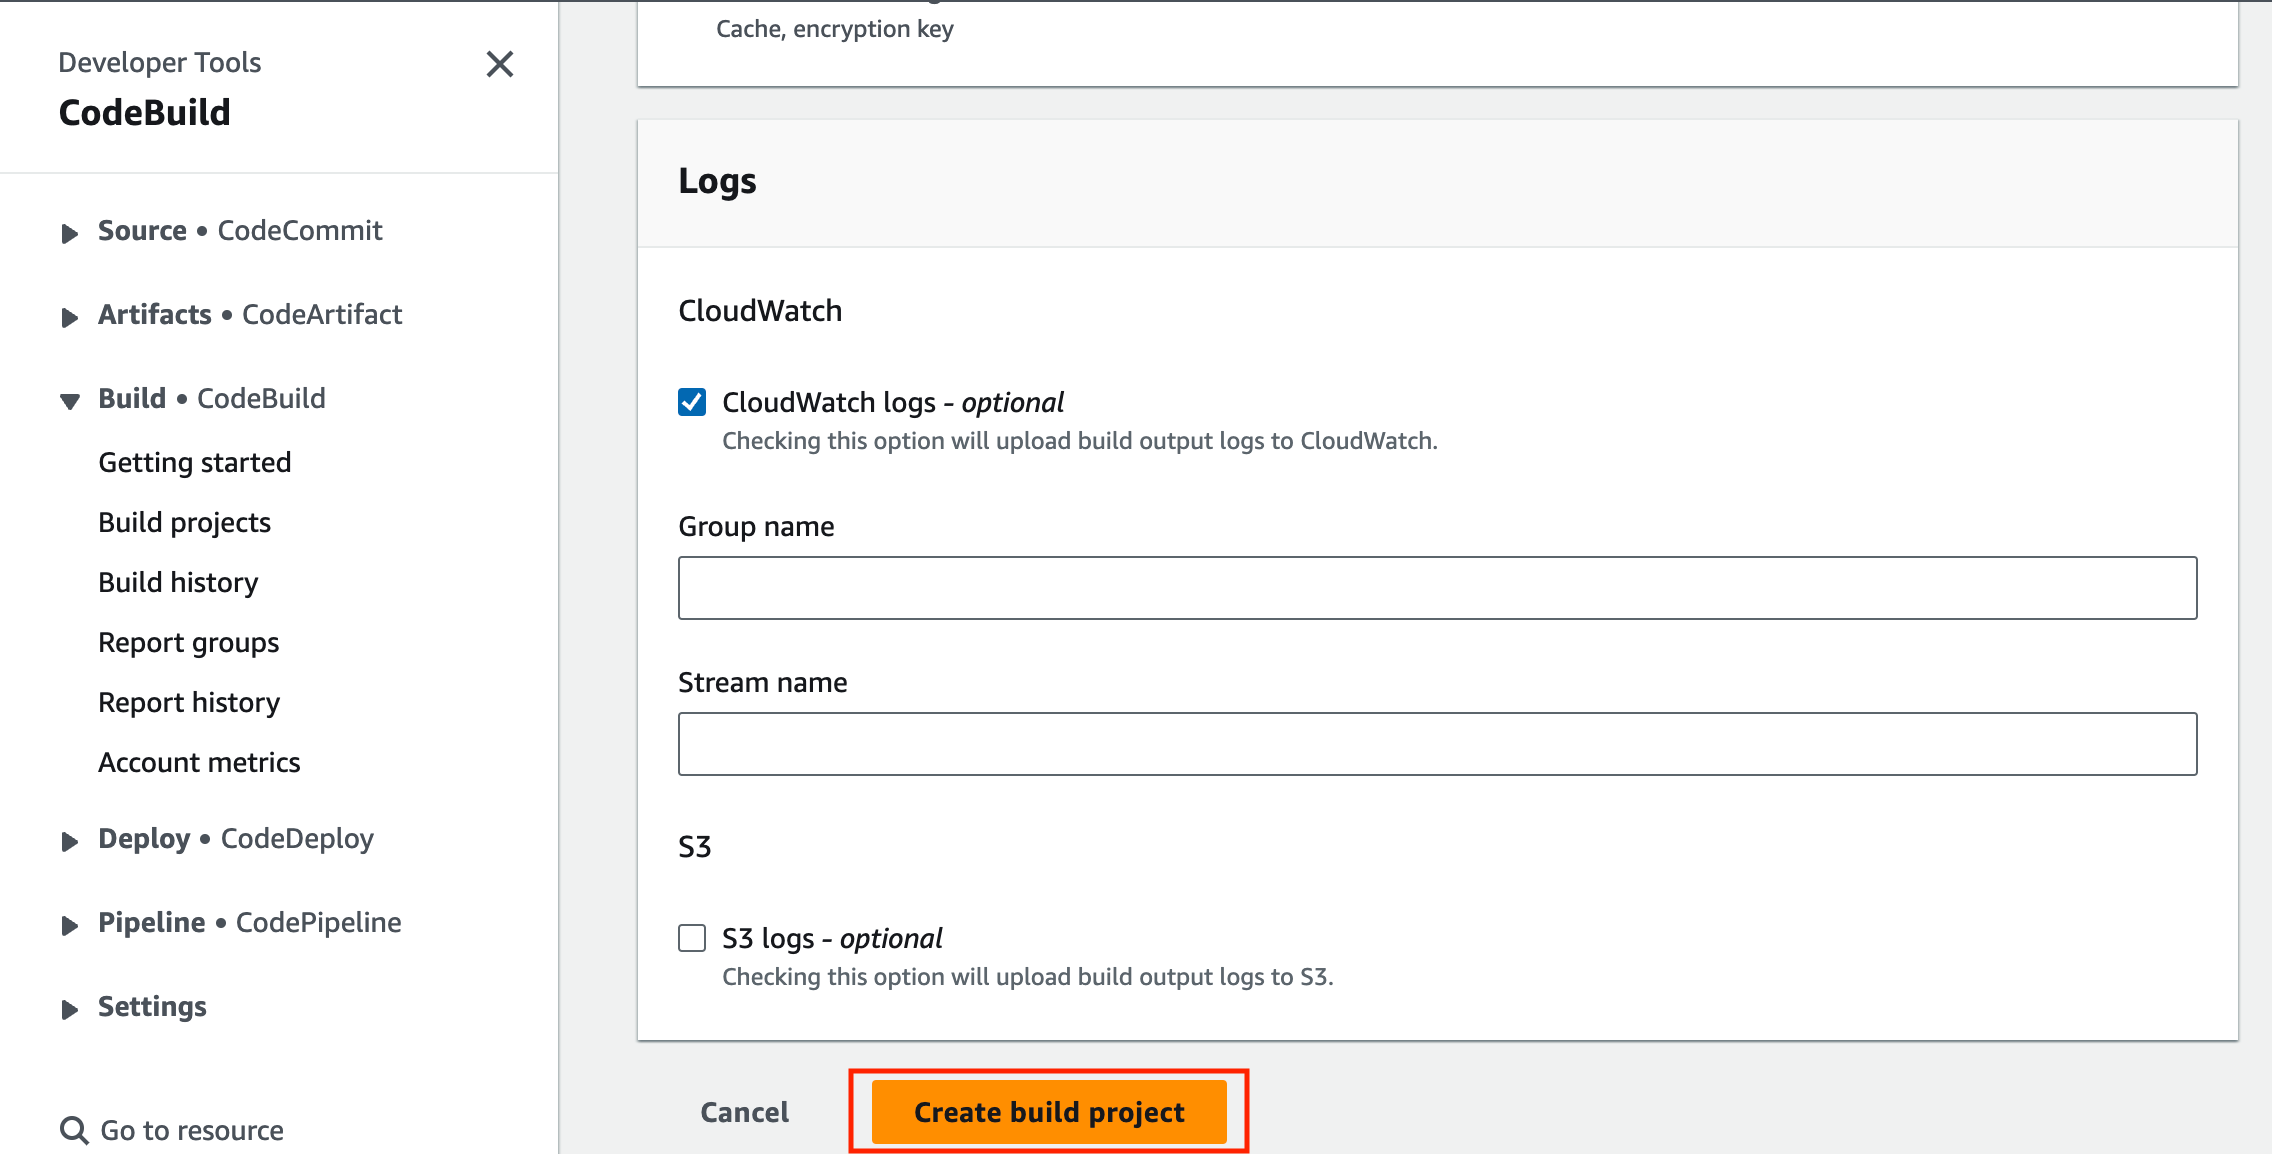 Developer Tools
CodeBuild
Source • CodeCommit
Artifacts • CodeArtifact
Build • CodeBuild
Getting started
Build projects
Build history
Report groups
Report history
Account metrics
Deploy • CodeDeploy
Pipeline • CodePipeline
Settings
Go to resource
Cache, encryption key
Logs
CloudWatch
CloudWatch logs - optional
Checking this option will upload build output logs to CloudWatch.
Group name
Stream name
S3
S3 logs - optional
Checking this option will upload build output logs to S3.
Cancel
Create build project